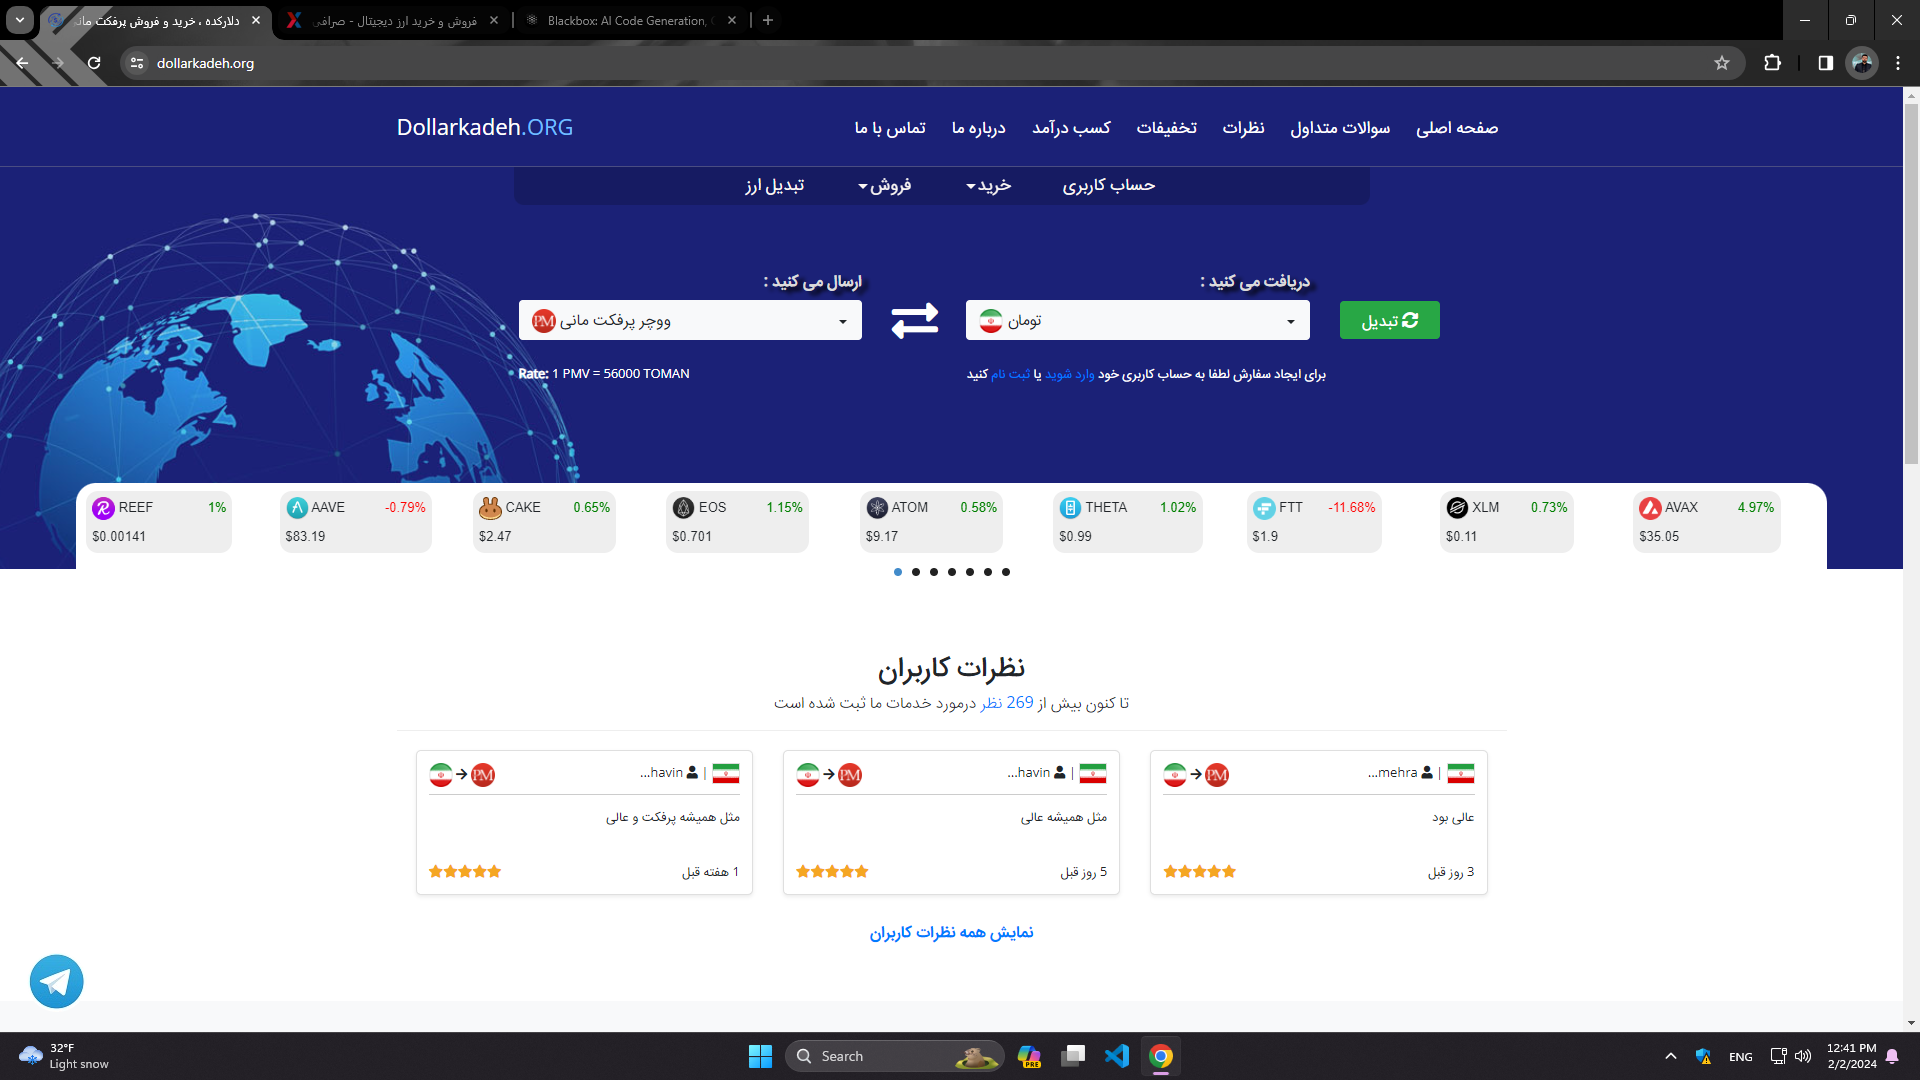 دلارکده ، خرید و فروش پرفکت مانی
فروش و خرید ارز دیجیتال - صرافی
Blackbox: AI Code Generation,
dollarkadeh.org
Dollarkadeh.ORG
صفحه اصلی سوالات متداول نظرات تخفیفات کسب درآمد درباره ما تماس با ما
حساب کاربری خرید فروش تبدیل ارز
ارسال می کنید :
دریافت می کنید :
PM ووچر پرفکت مانی
تومان
تبدیل
Rate: 1 PMV = 56000 TOMAN
برای ایجاد سفارش لطفا به حساب کاربری خود وارد شوید یا ثبت نام کنید
REEF 1% AAVE -0.79% CAKE 0.65% EOS 1.15% ATOM 0.58% THETA 1.02% FTT -11.68% XLM 0.73% AVAX 4.97%
$0.00141 $83.19 $2.47 $0.701 $9.17 $0.99 $1.9 $0.11 $35.05
نظرات کاربران
تا کنون بیش از 269 نظر درمورد خدمات ما ثبت شده است
PM ...havin |
مثل همیشه پرفکت و عالی
1 هفته قبل
PM ...havin |
مثل همیشه عالی
5 روز قبل
PM ...mehra |
عالی بود
3 روز قبل
نمایش همه نظرات کاربران
32°F
Light snow
Search
PRE
ENG
12:41 PM
2/2/2024